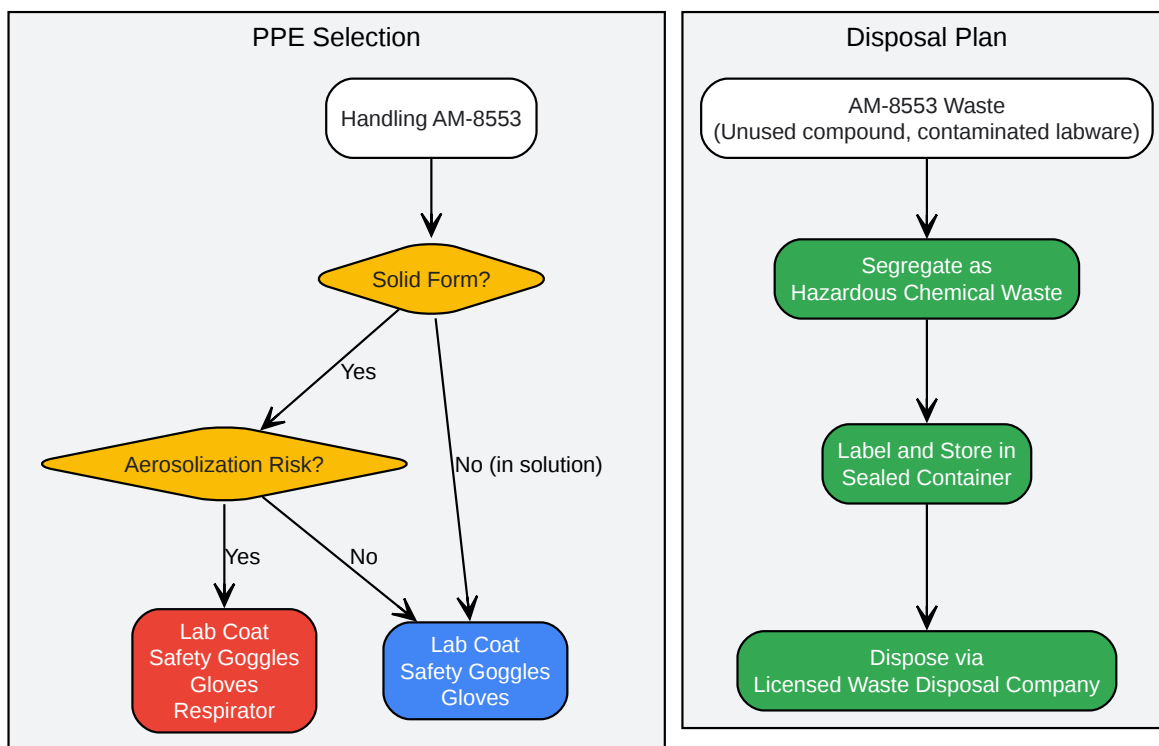 PPE Selection
Handling AM-8553
Solid Form?
Yes
Aerosolization Risk?
No (in solution)
Yes
No
Lab Coat
Safety Goggles
Gloves
Respirator
Lab Coat
Safety Goggles
Gloves
Disposal Plan
AM-8553 Waste
(Unused compound, contaminated labware)
Segregate as
Hazardous Chemical Waste
Label and Store in
Sealed Container
Dispose via
Licensed Waste Disposal Company